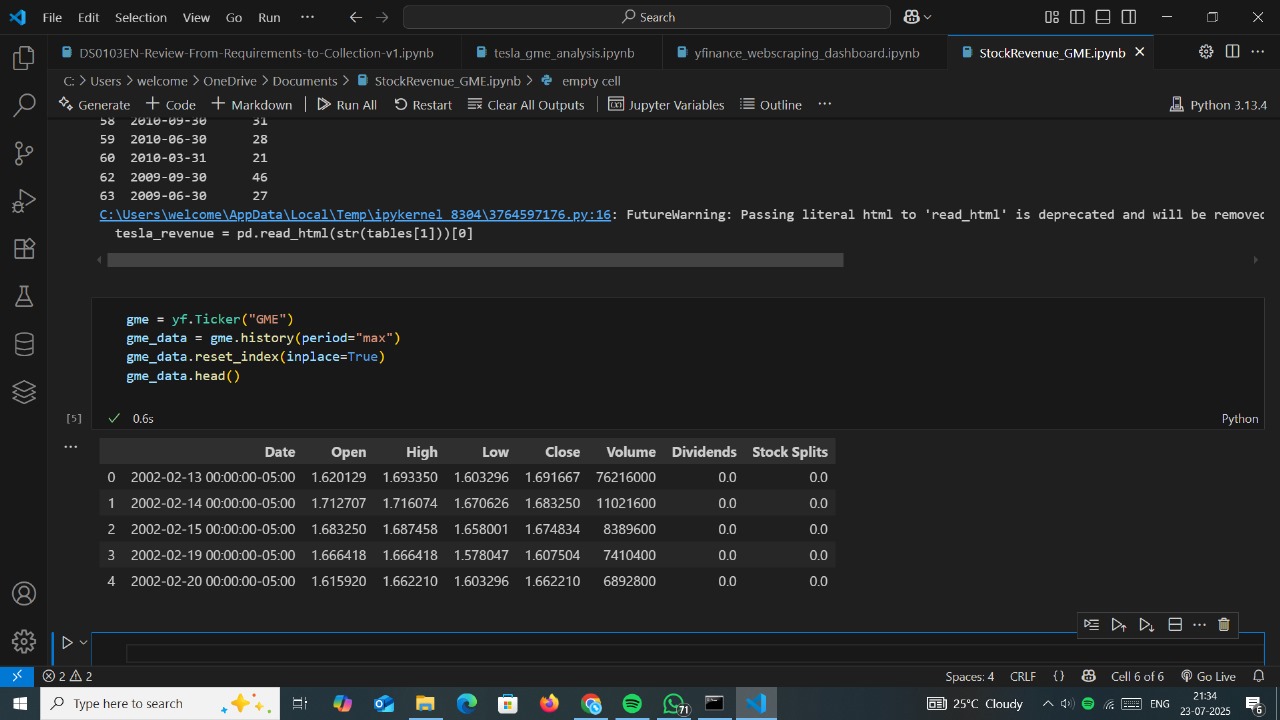 File Edit Selection View Go Run ··· Search
DS0103EN-Review-From-Requirements-to-Collection-v1.ipynb tesla_gme_analysis.ipynb yfinance_webscraping_dashboard.ipynb StockRevenue_GME.ipynb
C: > Users > welcome > OneDrive > Documents > StockRevenue_GME.ipynb > empty cell
Generate + Code + Markdown Run All Restart Clear All Outputs Jupyter Variables Outline ··· Python 3.13.4
58 2010-09-30 31
59 2010-06-30 28
60 2010-03-31 21
62 2009-09-30 46
63 2009-06-30 27
C:\Users\welcome\AppData\Local\Temp\ipykernel_8304\3764597176.py:16: FutureWarning: Passing literal html to 'read_html' is deprecated and will be removed
tesla_revenue = pd.read_html(str(tables[1]))[0]
gme = yf.Ticker("GME")
gme_data = gme.history(period="max")
gme_data.reset_index(inplace=True)
gme_data.head()
[5] 0.6s Python
Date Open High Low Close Volume Dividends Stock Splits
0 2002-02-13 00:00:00-05:00 1.620129 1.693350 1.603296 1.691667 76216000 0.0 0.0
1 2002-02-14 00:00:00-05:00 1.712707 1.716074 1.670626 1.683250 11021600 0.0 0.0
2 2002-02-15 00:00:00-05:00 1.683250 1.687458 1.658001 1.674834 8389600 0.0 0.0
3 2002-02-19 00:00:00-05:00 1.666418 1.666418 1.578047 1.607504 7410400 0.0 0.0
4 2002-02-20 00:00:00-05:00 1.615920 1.662210 1.603296 1.662210 6892800 0.0 0.0
2 2 Spaces: 4 CRLF {} Cell 6 of 6 Go Live
Type here to search 71 25°C Cloudy ENG 21:34
23-07-2025 6